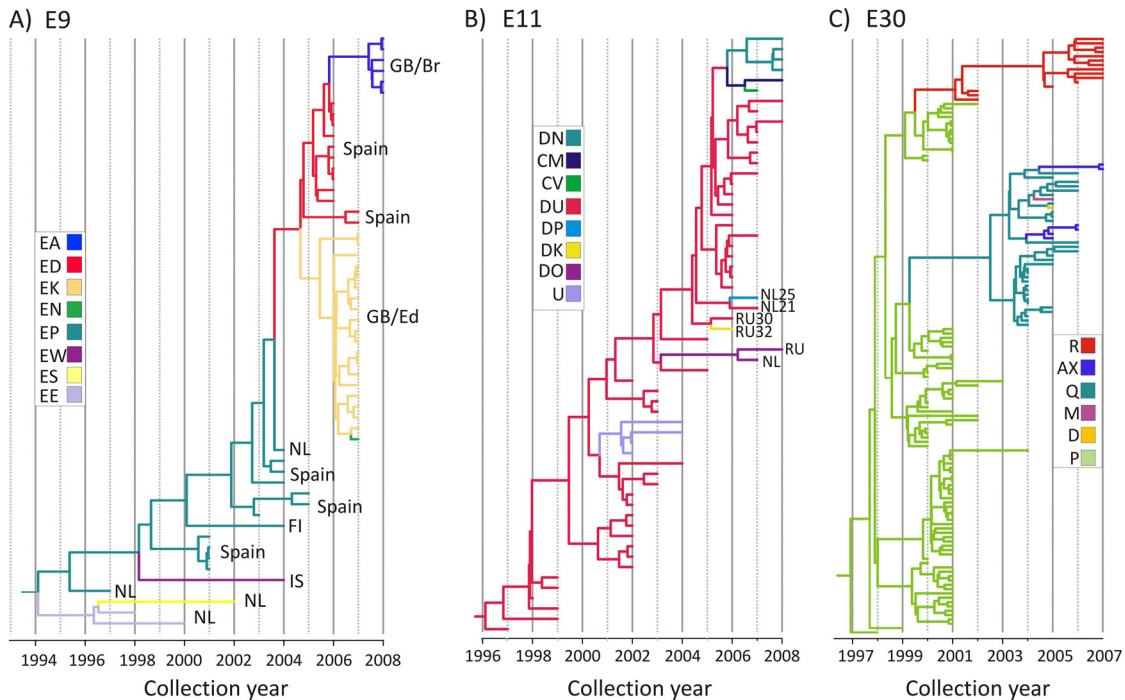 A) E9
B) E11
C) E30
GB/Br
Spain
Spain
GB/Ed
EA
ED
EK
EN
EP
EW
ES
EE
NL
Spain
Spain
FI
Spain
IS
NL
NL
NL
1994 1996 1998 2000 2002 2004 2006 2008
Collection year
DN
CM
CV
DU
DP
DK
DO
U
NL25
NL21
RU30
RU32
RU
NL
1996 1998 2000 2002 2004 2006 2008
Collection year
R
AX
Q
M
D
P
1997 1999 2001 2003 2005 2007
Collection year